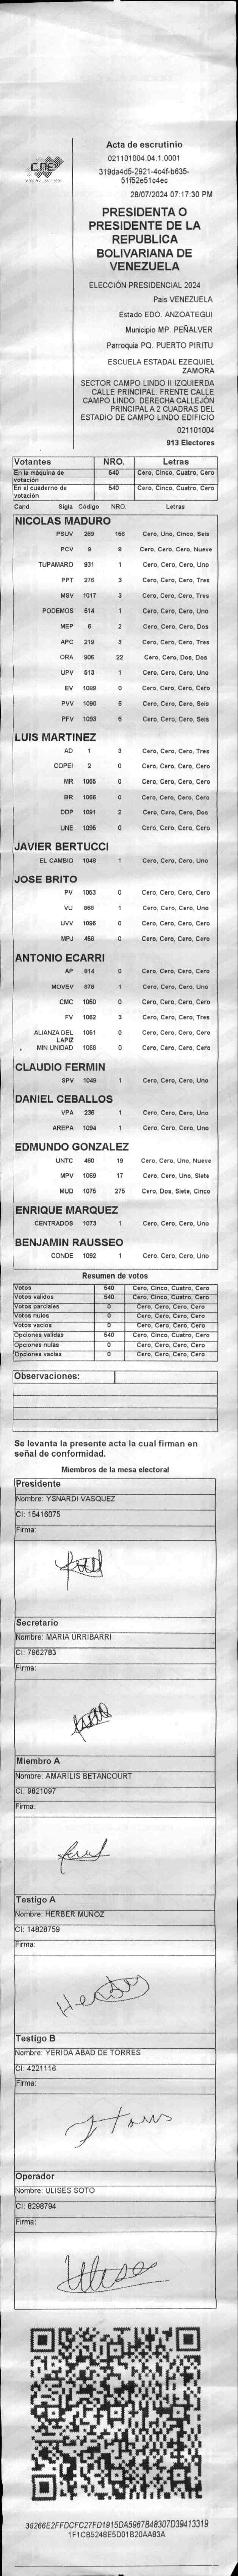 CNE
Acta de escrutinio
021101004.04.1.0001
319da4d5-2921-4c4f-b635-
51f52e51c4ec
28/07/2024 07:17:30 PM
PRESIDENTA O
PRESIDENTE DE LA
REPUBLICA
BOLIVARIANA DE
VENEZUELA
ELECCIÓN PRESIDENCIAL 2024
País VENEZUELA
Estado EDO. ANZOATEGUI
Municipio MP. PEÑALVER
Parroquia PQ. PUERTO PIRITU
ESCUELA ESTADAL EZEQUIEL
ZAMORA
SECTOR CAMPO LINDO II IZQUIERDA
CALLE PRINCIPAL. FRENTE CALLE
CAMPO LINDO. DERECHA CALLEJÓN
PRINCIPAL A 2 CUADRAS DEL
ESTADIO DE CAMPO LINDO EDIFICIO
021101004
913 Electores
Votantes NRO. Letras
En la máquina de votación 540 Cero, Cinco, Cuatro, Cero
En el cuaderno de votación 540 Cero, Cinco, Cuatro, Cero
Cand. Sigla Código NRO. Letras
NICOLAS MADURO
PSUV 269 156 Cero, Uno, Cinco, Seis
PCV 9 9 Cero, Cero, Cero, Nueve
TUPAMARO 931 1 Cero, Cero, Cero, Uno
PPT 276 3 Cero, Cero, Cero, Tres
MSV 1017 3 Cero, Cero, Cero, Tres
PODEMOS 514 1 Cero, Cero, Cero, Uno
MEP 6 2 Cero, Cero, Cero, Dos
APC 219 3 Cero, Cero, Cero, Tres
ORA 906 22 Cero, Cero, Dos, Dos
UPV 513 1 Cero, Cero, Cero, Uno
EV 1089 0 Cero, Cero, Cero, Cero
PVV 1090 6 Cero, Cero, Cero, Seis
PFV 1093 6 Cero, Cero, Cero, Seis
LUIS MARTINEZ
AD 1 3 Cero, Cero, Cero, Tres
COPEI 2 0 Cero, Cero, Cero, Cero
MR 1065 0 Cero, Cero, Cero, Cero
BR 1066 0 Cero, Cero, Cero, Cero
DDP 1091 2 Cero, Cero, Cero, Dos
UNE 1095 0 Cero, Cero, Cero, Cero
JAVIER BERTUCCI
EL CAMBIO 1048 1 Cero, Cero, Cero, Uno
JOSE BRITO
PV 1053 0 Cero, Cero, Cero, Cero
VU 868 1 Cero, Cero, Cero, Uno
UVV 1096 0 Cero, Cero, Cero, Cero
MPJ 456 0 Cero, Cero, Cero, Cero
ANTONIO ECARRI
AP 814 0 Cero, Cero, Cero, Cero
MOVEV 878 1 Cero, Cero, Cero, Uno
CMC 1050 0 Cero, Cero, Cero, Cero
FV 1062 3 Cero, Cero, Cero, Tres
ALIANZA DEL LAPIZ 1051 0 Cero, Cero, Cero, Cero
MIN UNIDAD 1068 0 Cero, Cero, Cero, Cero
CLAUDIO FERMIN
SPV 1049 1 Cero, Cero, Cero, Uno
DANIEL CEBALLOS
VPA 236 1 Cero, Cero, Cero, Uno
AREPA 1094 1 Cero, Cero, Cero, Uno
EDMUNDO GONZALEZ
UNTC 460 19 Cero, Cero, Uno, Nueve
MPV 1069 17 Cero, Cero, Uno, Siete
MUD 1075 275 Cero, Dos, Siete, Cinco
ENRIQUE MARQUEZ
CENTRADOS 1073 1 Cero, Cero, Cero, Uno
BENJAMIN RAUSSEO
CONDE 1092 1 Cero, Cero, Cero, Uno
Resumen de votos
Votos 540 Cero, Cinco, Cuatro, Cero
Votos validos 540 Cero, Cinco, Cuatro, Cero
Votos parciales 0 Cero, Cero, Cero, Cero
Votos nulos 0 Cero, Cero, Cero, Cero
Votos vacios 0 Cero, Cero, Cero, Cero
Opciones validas 540 Cero, Cinco, Cuatro, Cero
Opciones nulas 0 Cero, Cero, Cero, Cero
Opciones vacias 0 Cero, Cero, Cero, Cero
Observaciones:
Se levanta la presente acta la cual firman en
señal de conformidad.
Miembros de la mesa electoral
Presidente
Nombre: YSNARDI VASQUEZ
CI: 15416075
Firma:
Secretario
Nombre: MARIA URRIBARRI
CI: 7962783
Firma:
Miembro A
Nombre: AMARILIS BETANCOURT
CI: 9821097
Firma:
Testigo A
Nombre: HERBER MUÑOZ
CI: 14828759
Firma:
Testigo B
Nombre: YERIDA ABAD DE TORRES
CI: 4221116
Firma:
Operador
Nombre: ULISES SOTO
CI: 8298794
Firma:
36266E2FFDCFC27FD1915DA5967B48307D39413319
1F1CB5248E5D01B20AA83A